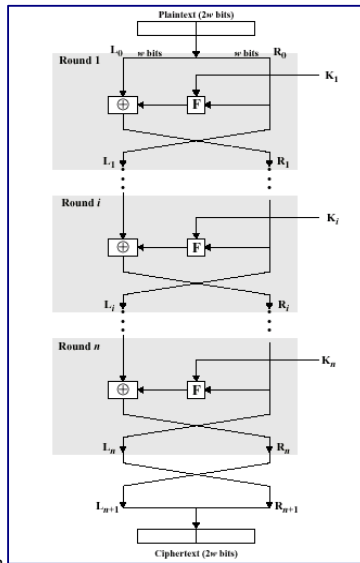 Plaintext (2w bits)
L0 w bits w bits R0
Round 1
K1
⊕ F
L1 R1
Round i
Ki
⊕ F
Li Ri
Round n
Kn
⊕ F
Ln Rn
Ln+1 Rn+1
Ciphertext (2w bits)